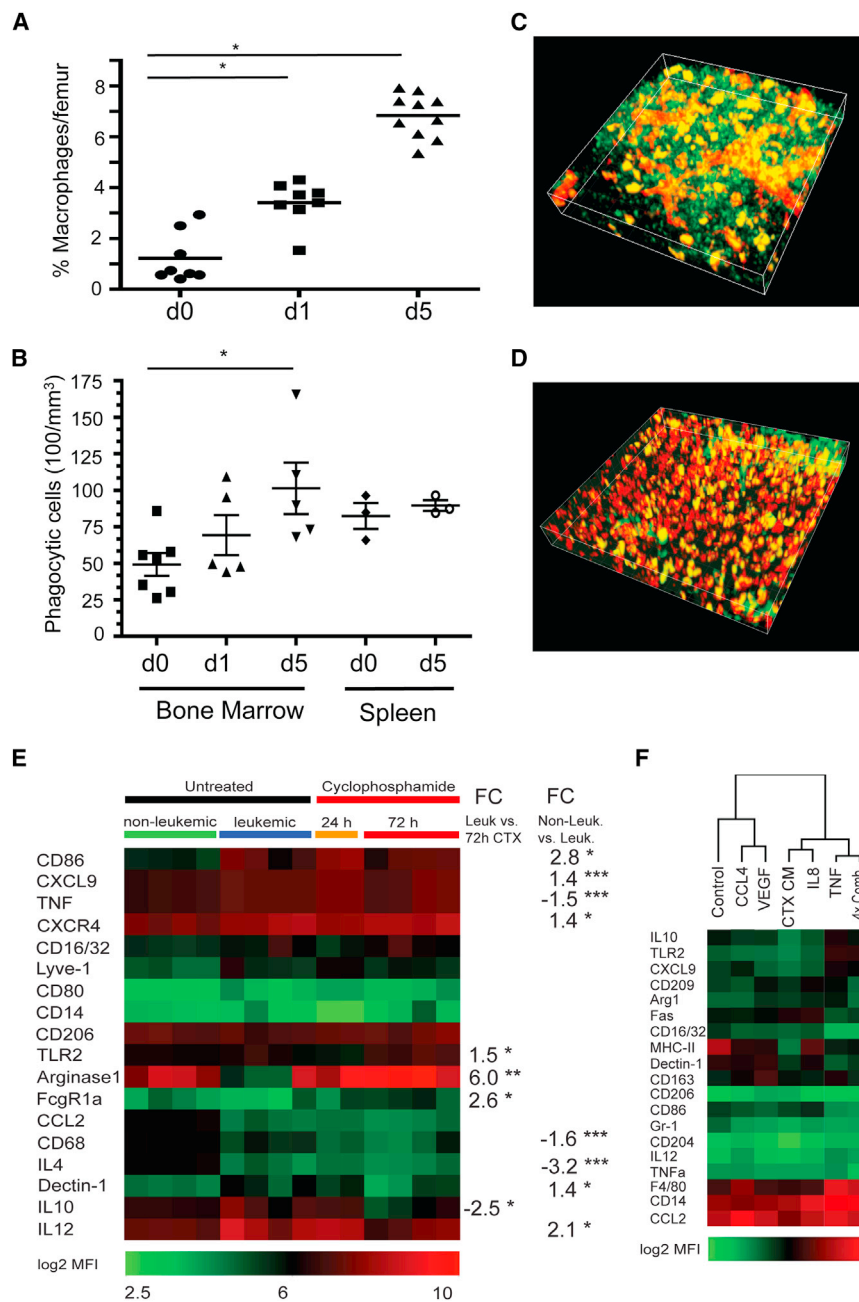 A
*
*
% Macrophages/femur
8
6
4
2
0
d0 d1 d5
B
*
Phagocytic cells (100/mm³)
175
150
125
100
75
50
25
0
d0 d1 d5 d0 d5
Bone Marrow Spleen
C
D
E
Untreated Cyclophosphamide
non-leukemic leukemic 24 h 72 h
FC
Leuk vs.
72h CTX
FC
Non-Leuk.
vs. Leuk.
CD86 2.8 *
CXCL9 1.4 ***
TNF -1.5 ***
CXCR4 1.4 *
CD16/32
Lyve-1
CD80
CD14
CD206
TLR2 1.5 *
Arginase1 6.0 **
FcgR1a 2.6 *
CCL2
CD68 -1.6 ***
IL4 -3.2 ***
Dectin-1 1.4 *
IL10 -2.5 *
IL12 2.1 *
log2 MFI
2.5 6 10
F
Control
CCL4
VEGF
CTX CM
IL8
TNF
4x Comb
IL10
TLR2
CXCL9
CD209
Arg1
Fas
CD16/32
MHC-II
Dectin-1
CD163
CD206
CD86
Gr-1
CD204
IL12
TNFa
F4/80
CD14
CCL2
log2 MFI